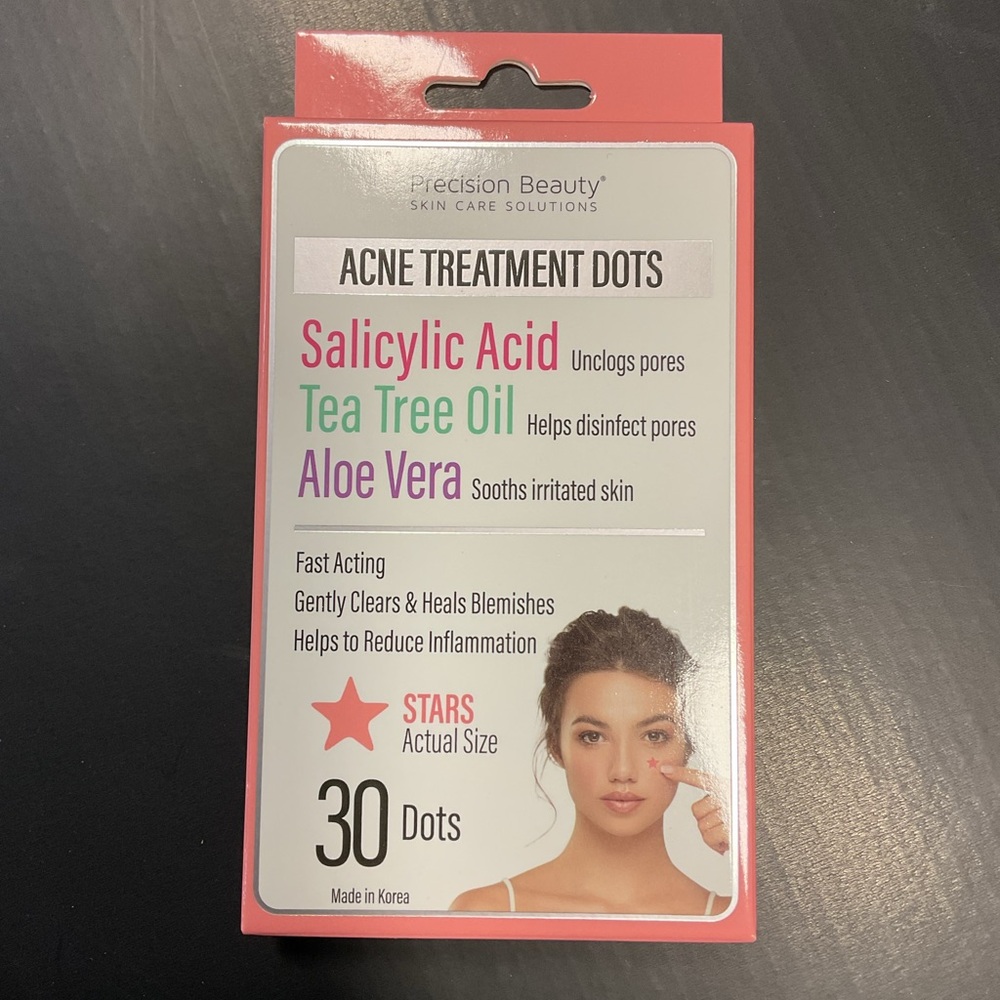 Precision Beauty®
SKIN CARE SOLUTIONS
ACNE TREATMENT DOTS
Salicylic Acid Unclogs pores
Tea Tree Oil Helps disinfect pores
Aloe Vera Sooths irritated skin
Fast Acting
Gently Clears & Heals Blemishes
Helps to Reduce Inflammation
STARS
Actual Size
30 Dots
Made in Korea